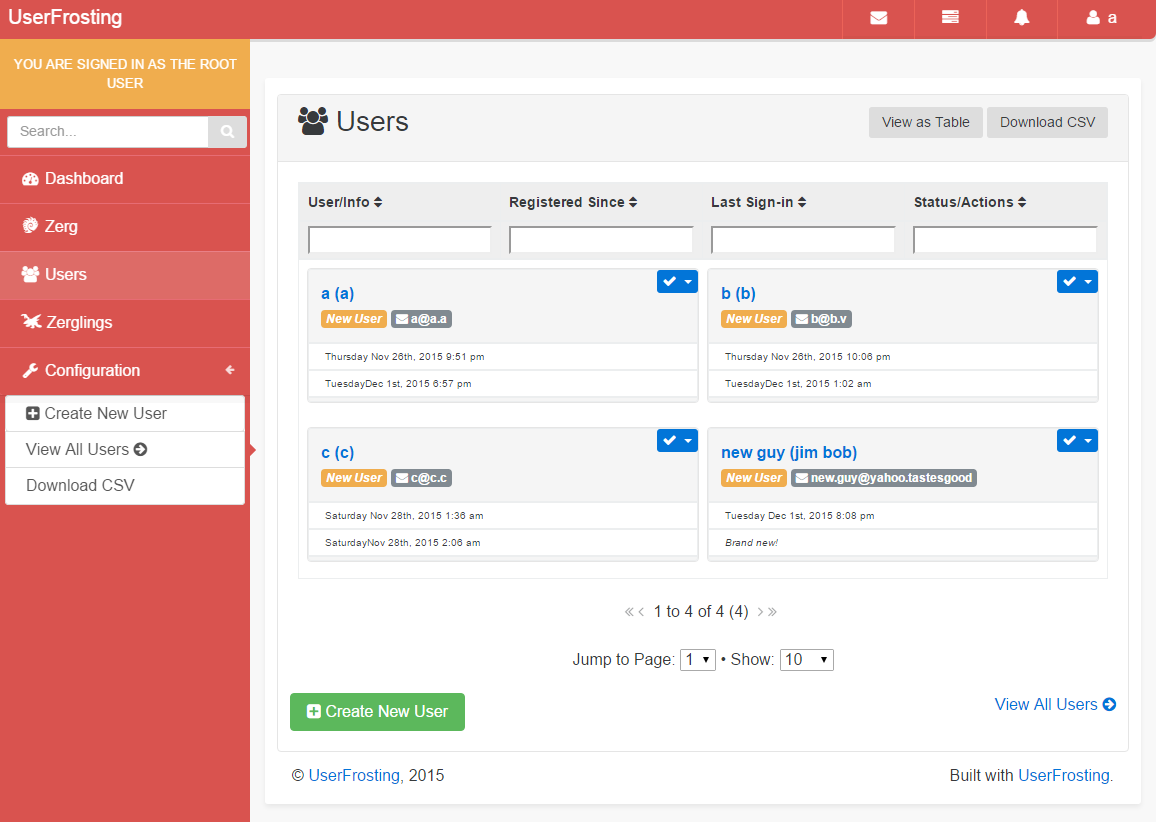 UserFrosting
a
YOU ARE SIGNED IN AS THE ROOT
USER
Search...
Dashboard
Zerg
Users
Zerglings
Configuration
Create New User
View All Users
Download CSV
Users
View as Table
Download CSV
User/Info
Registered Since
Last Sign-in
Status/Actions
a (a)
New User a@a.a
Thursday Nov 26th, 2015 9:51 pm
TuesdayDec 1st, 2015 6:57 pm
b (b)
New User b@b.v
Thursday Nov 26th, 2015 10:06 pm
TuesdayDec 1st, 2015 1:02 am
c (c)
New User c@c.c
Saturday Nov 28th, 2015 1:36 am
SaturdayNov 28th, 2015 2:06 am
new guy (jim bob)
New User new.guy@yahoo.tastesgood
Tuesday Dec 1st, 2015 8:08 pm
Brand new!
1 to 4 of 4 (4)
Jump to Page: 1 • Show: 10
Create New User
View All Users
© UserFrosting, 2015
Built with UserFrosting.